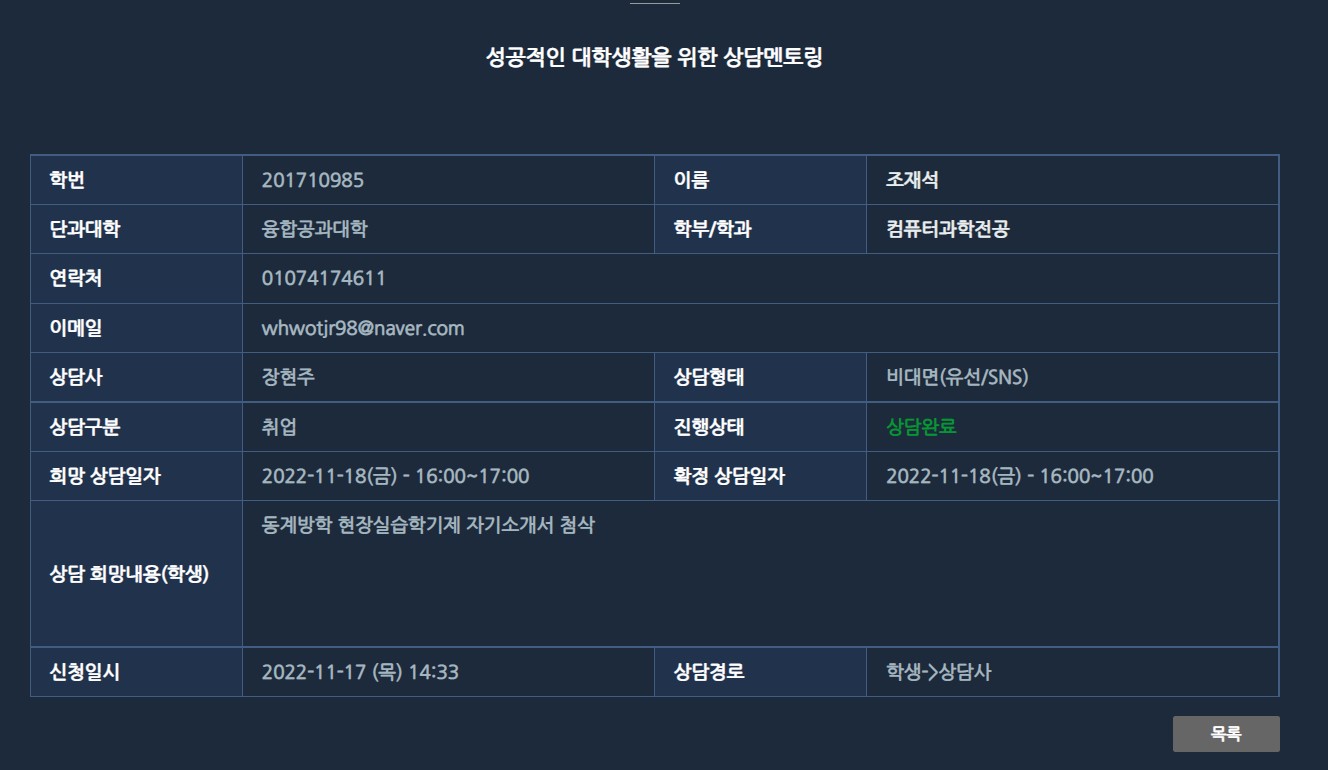 성공적인 대학생활을 위한 상담멘토링
학번 201710985 이름 조재석
단과대학 융합공과대학 학부/학과 컴퓨터과학전공
연락처 01074174611
이메일 whwotjr98@naver.com
상담사 장현주 상담형태 비대면(유선/SNS)
상담구분 취업 진행상태 상담완료
희망 상담일자 2022-11-18(금) - 16:00~17:00 확정 상담일자 2022-11-18(금) - 16:00~17:00
상담 희망내용(학생) 동계방학 현장실습학기제 자기소개서 첨삭
신청일시 2022-11-17 (목) 14:33 상담경로 학생->상담사
목록